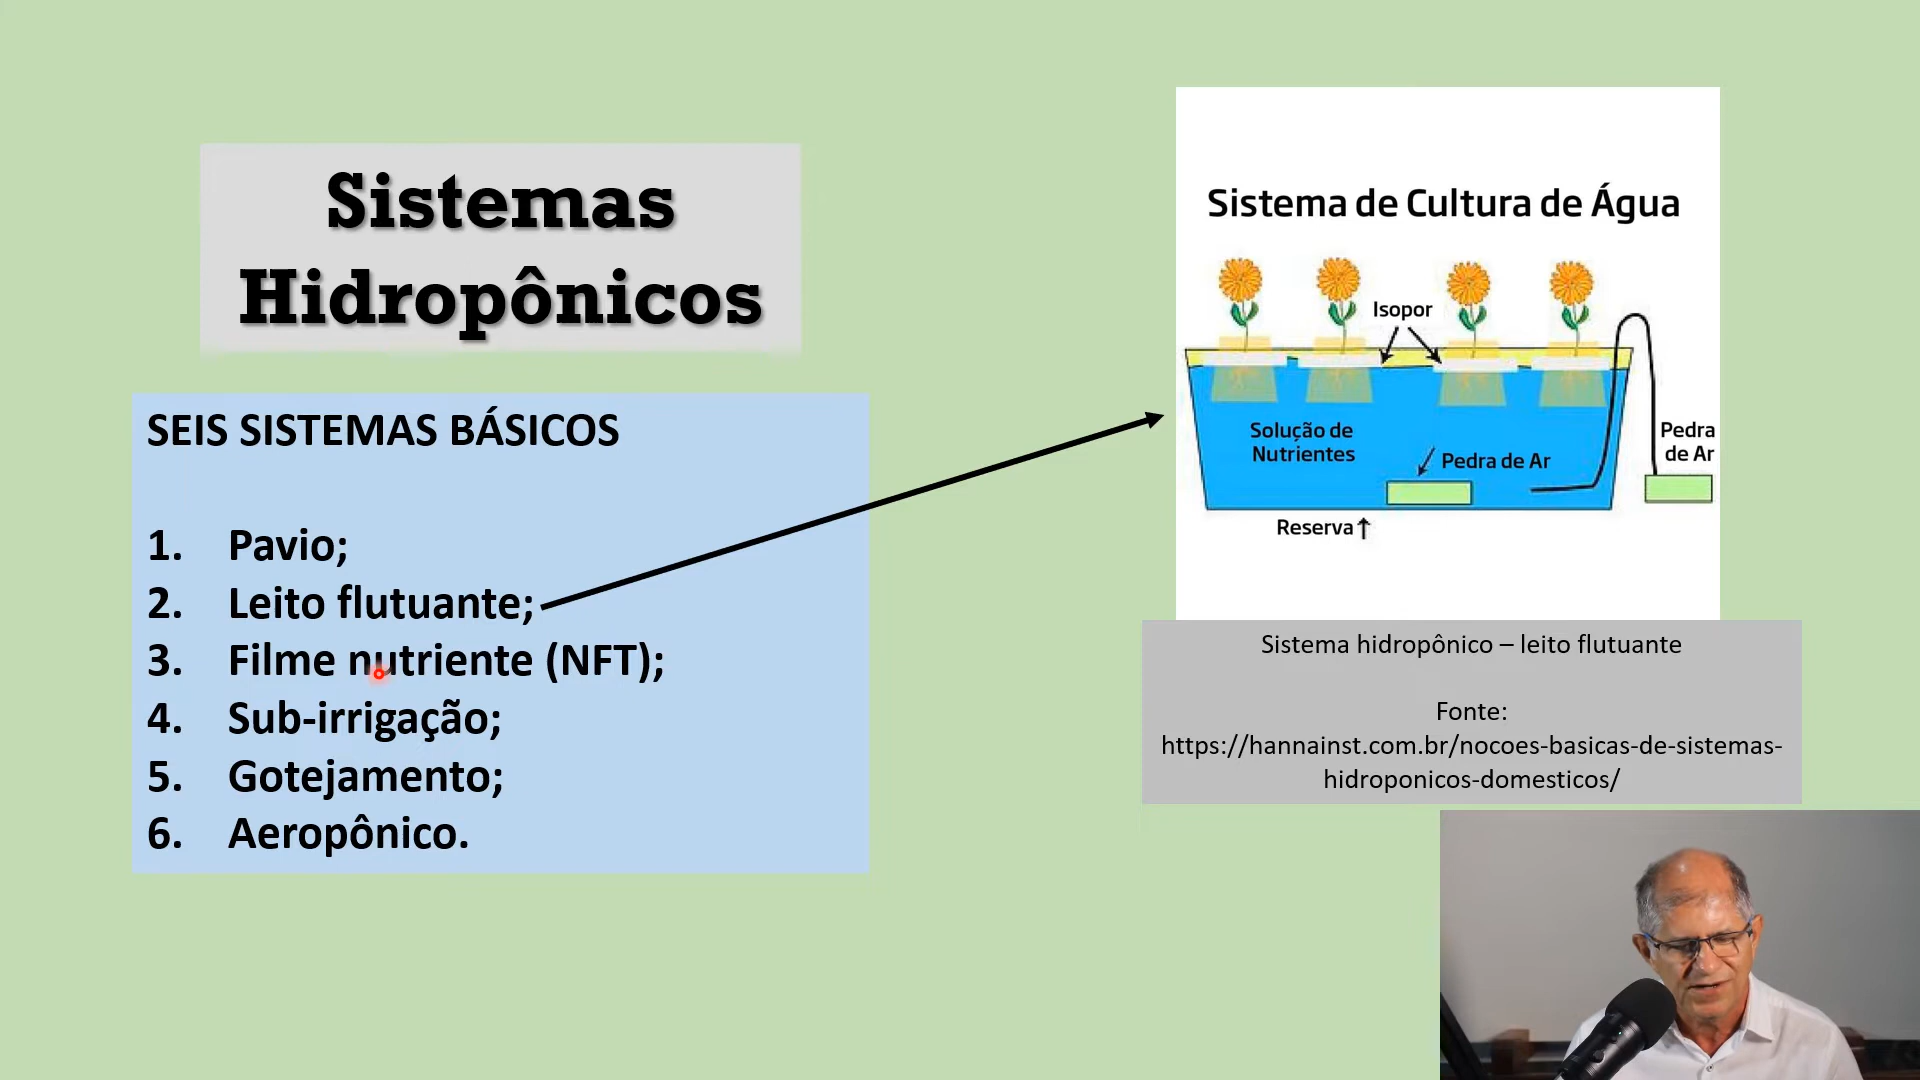 Sistemas
Hidropônicos
SEIS SISTEMAS BÁSICOS
1. Pavio;
2. Leito flutuante;
3. Filme nutriente (NFT);
4. Sub-irrigação;
5. Gotejamento;
6. Aeropônico.
Sistema de Cultura de Água
Isopor
Solução de
Nutrientes
Pedra de Ar
Pedra
de Ar
Reserva
Sistema hidropônico – leito flutuante
Fonte:
https://hannainst.com.br/nocoes-basicas-de-sistemas-
hidroponicos-domesticos/